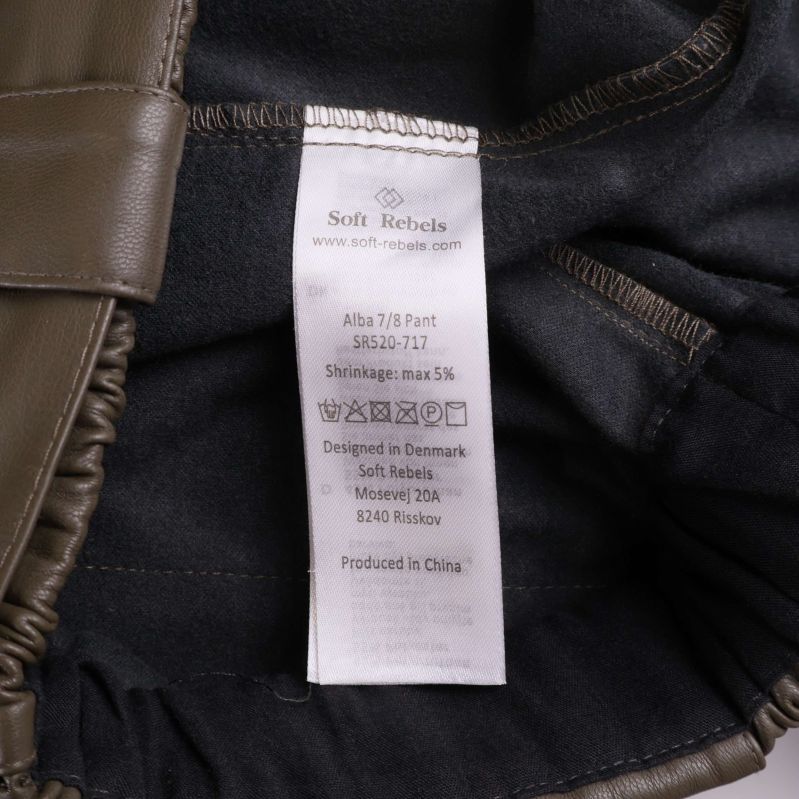 Soft Rebels
www.soft-rebels.com
Alba 7/8 Pant
SR520-717
Shrinkage: max 5%
P
Designed in Denmark
Soft Rebels
Mosevej 20A
8240 Risskov
Produced in China